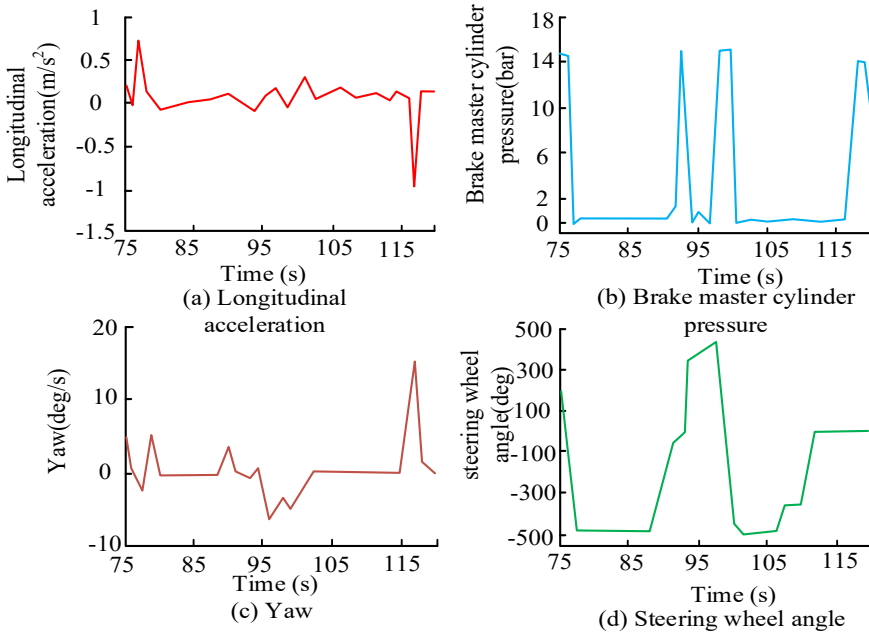 Longitudinal
acceleration(m/s²)
1
0.5
0
-0.5
-1
-1.5
75
85
95
105
115
Time (s)
(a) Longitudinal
acceleration
Brake master cylinder
pressure(bar)
18
14
10
6
2
0
75
85
95
105
115
Time (s)
(b) Brake master cylinder
pressure
Yaw(deg/s)
20
10
0
-10
75
85
95
105
115
Time (s)
(c) Yaw
steering wheel
angle(deg)
500
300
100
-100
-300
-500
75
85
95
105
115
Time (s)
(d) Steering wheel angle